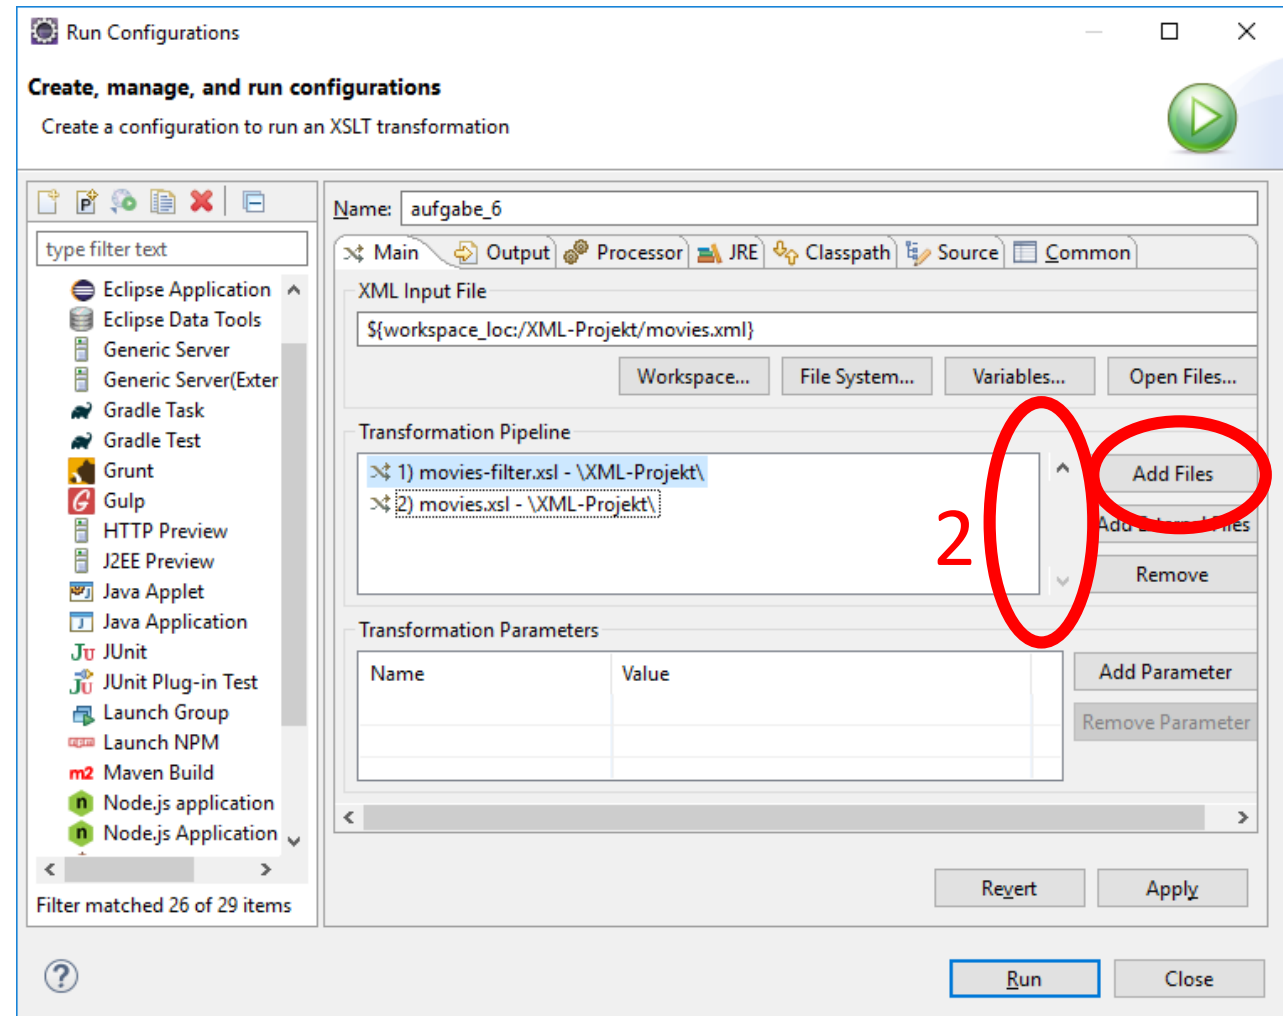 Run Configurations
Create, manage, and run configurations
Create a configuration to run an XSLT transformation
type filter text
Eclipse Application
Eclipse Data Tools
Generic Server
Generic Server(Exter
Gradle Task
Gradle Test
Grunt
Gulp
HTTP Preview
J2EE Preview
Java Applet
Java Application
JUnit
JUnit Plug-in Test
Launch Group
Launch NPM
m2 Maven Build
Node.js application
Node.js Application
Filter matched 26 of 29 items
Name: aufgabe_6
Main Output Processor JRE Classpath Source Common
XML Input File
${workspace_loc:/XML-Projekt/movies.xml}
Workspace... File System... Variables... Open Files...
Transformation Pipeline
1) movies-filter.xsl - \XML-Projekt\
2) movies.xsl - \XML-Projekt\
2
Add Files
Add External Files
Remove
Transformation Parameters
Name Value
Add Parameter
Remove Parameter
Revert Apply
Run Close